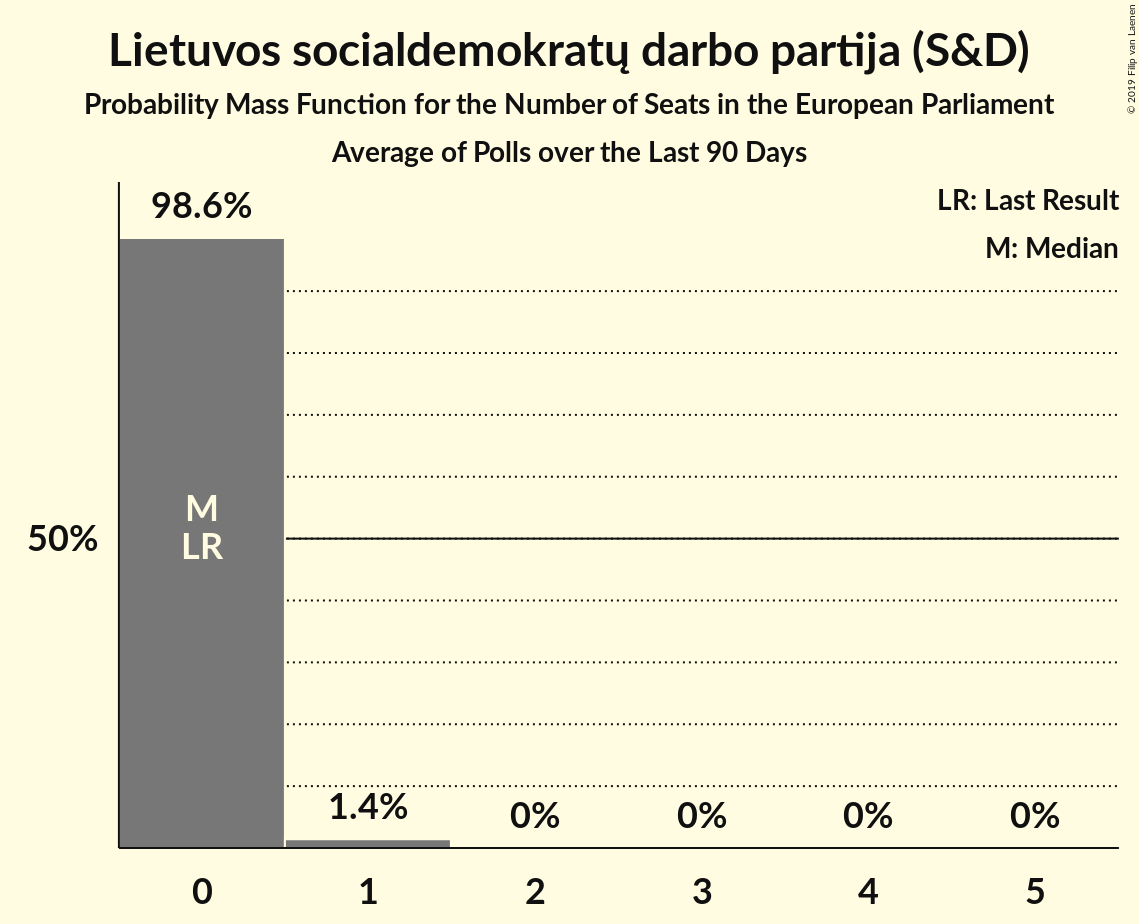 Lietuvos socialdemokratų darbo partija (S&D)
Probability Mass Function for the Number of Seats in the European Parliament
Average of Polls over the Last 90 Days
© 2019 Filip van Laenen
LR: Last Result
M: Median
98.6%
M
LR
50%
1.4%
0%
0%
0%
0%
0
1
2
3
4
5